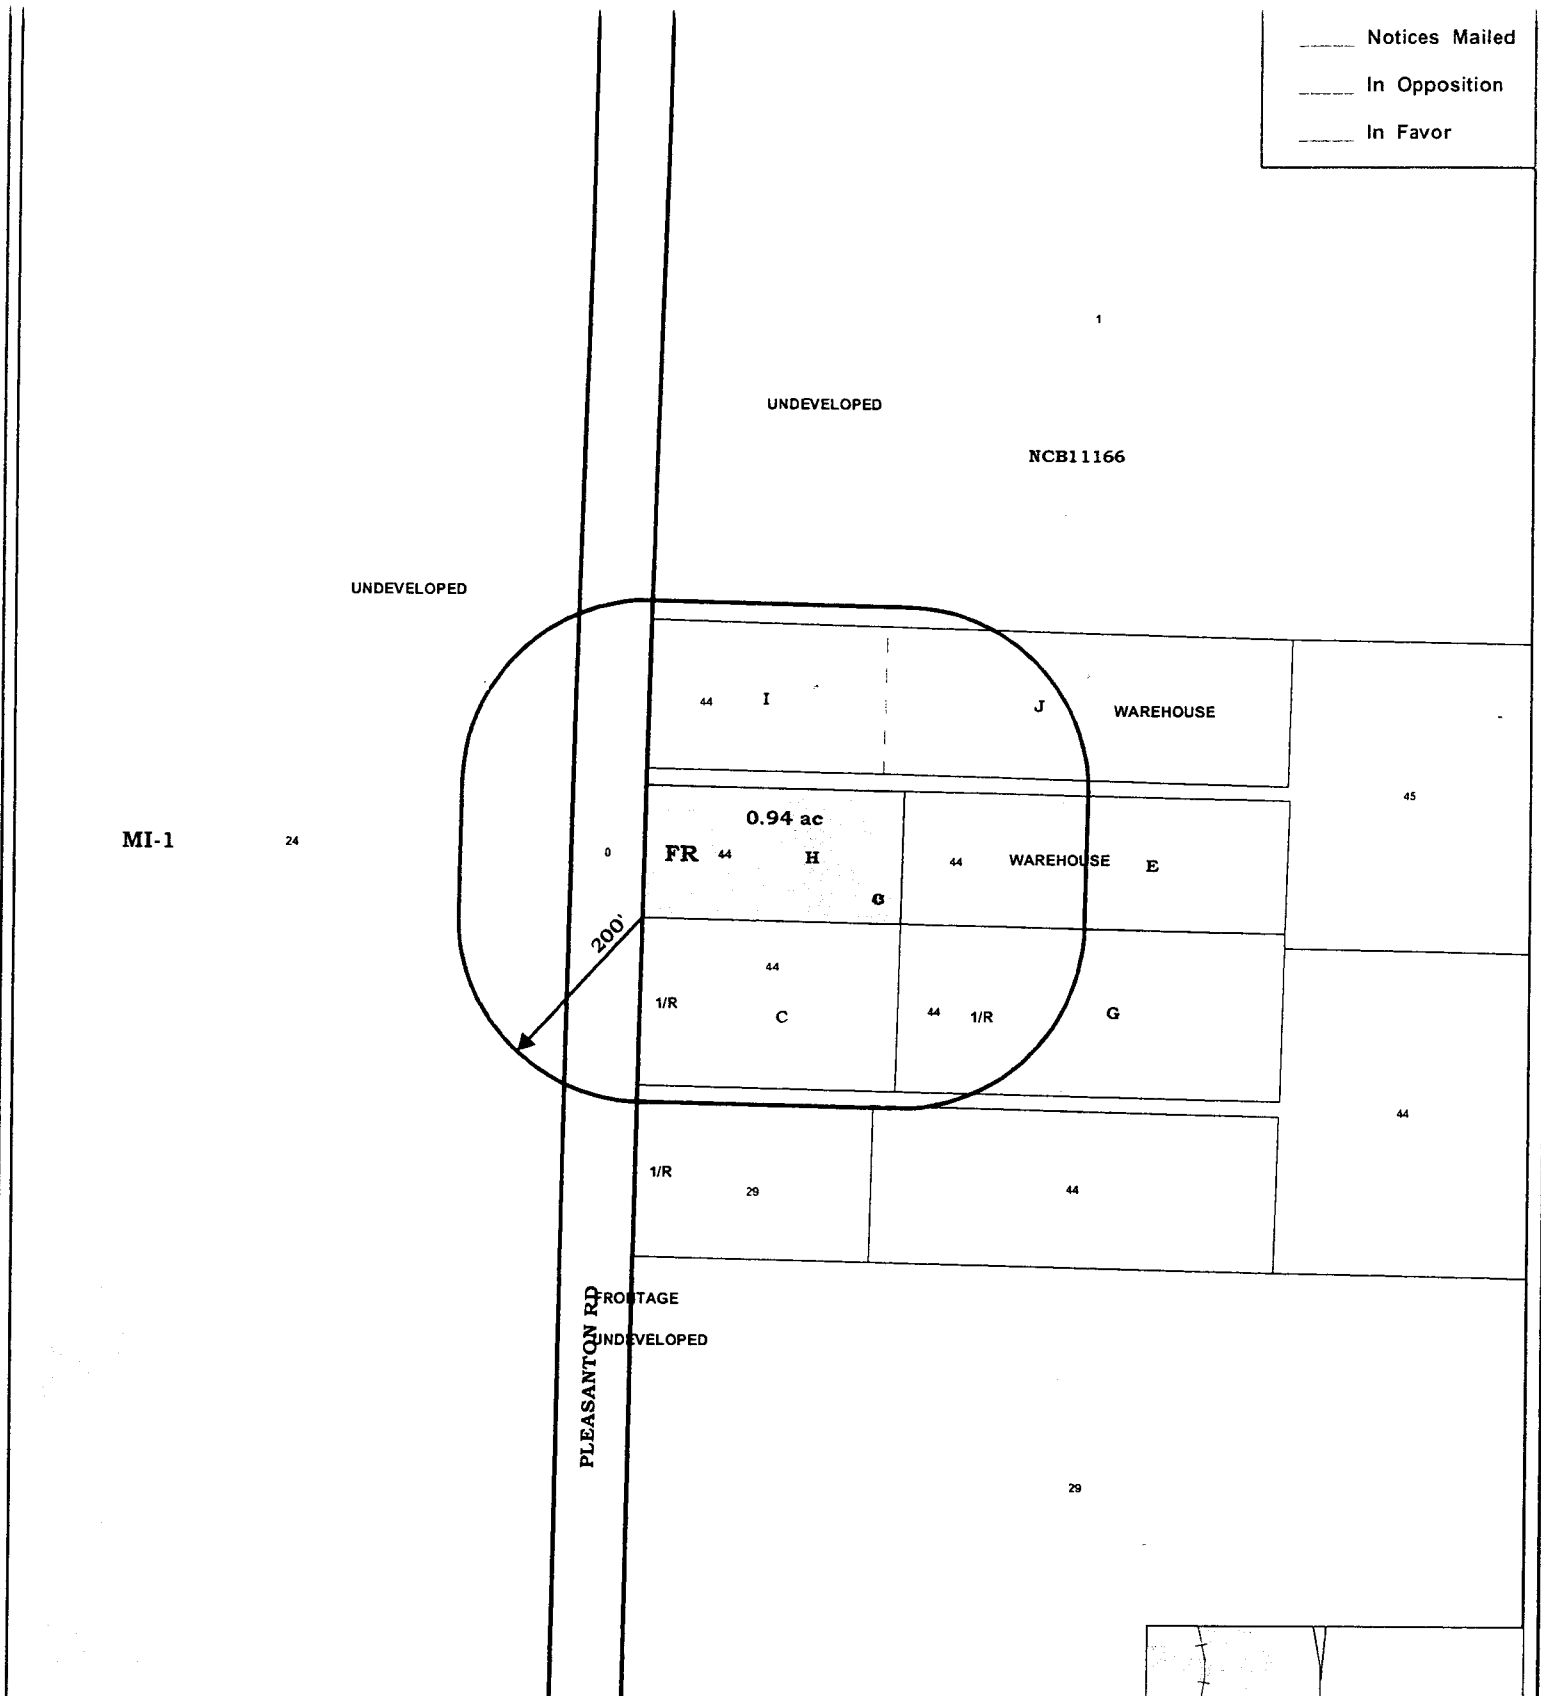 Notices Mailed
In Opposition
In Favor
1
UNDEVELOPED
NCB11166
UNDEVELOPED
44 I
J WAREHOUSE
45
0.94 ac
MI-1 24
0 FR 44 H
44 WAREHOUSE E
G
200'
44
1/R
C
44 1/R G
44
1/R
29
44
FRONTAGE
UNDEVELOPED
PLEASANTON RD
29